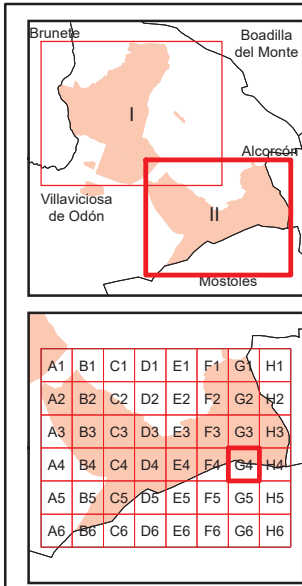 Brunete
Boadilla
del Monte
I
Alcorcón
Villaviciosa
de Odón
II
Mostoles
A1 B1 C1 D1 E1 F1 G1 H1
A2 B2 C2 D2 E2 F2 G2 H2
A3 B3 C3 D3 E3 F3 G3 H3
A4 B4 C4 D4 E4 F4 G4 H4
A5 B5 C5 D5 E5 F5 G5 H5
A6 B6 C6 D6 E6 F6 G6 H6